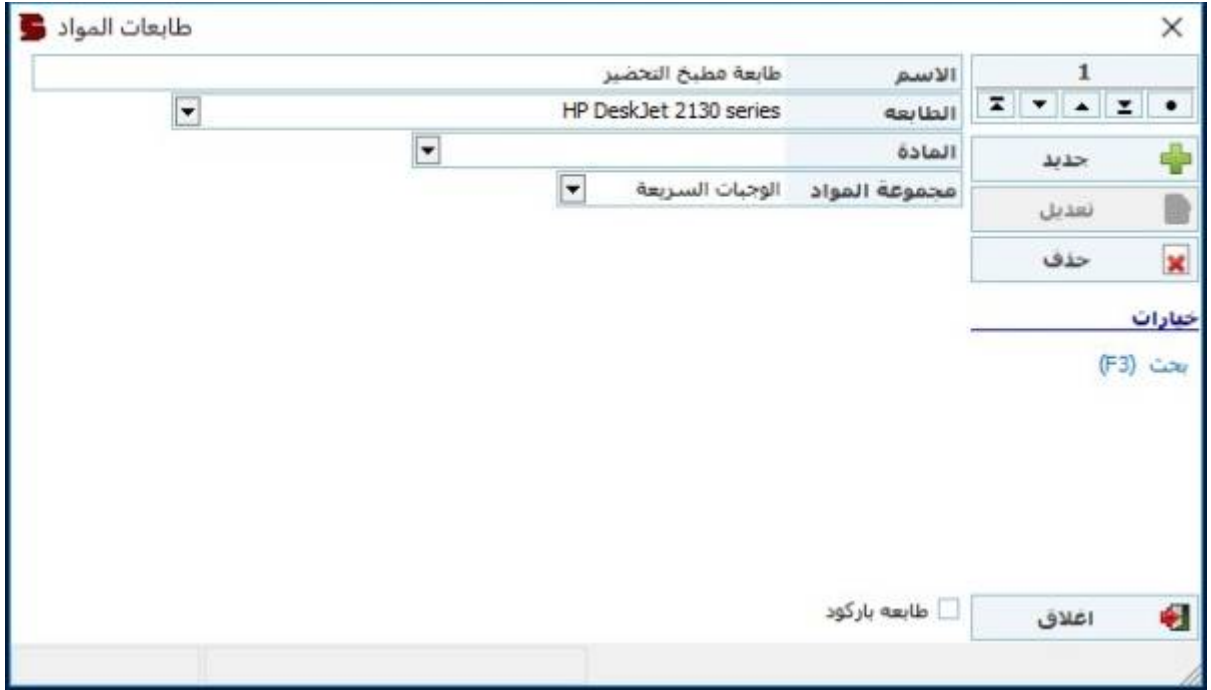 طابعات المواد
1
الاسم طابعة مطبخ التحضير
الطابعه HP DeskJet 2130 series
المادة
مجموعة المواد الوجبات السريعة
جديد
تعديل
حذف
خيارات
بحث (F3)
طابعه باركود
اغلاق